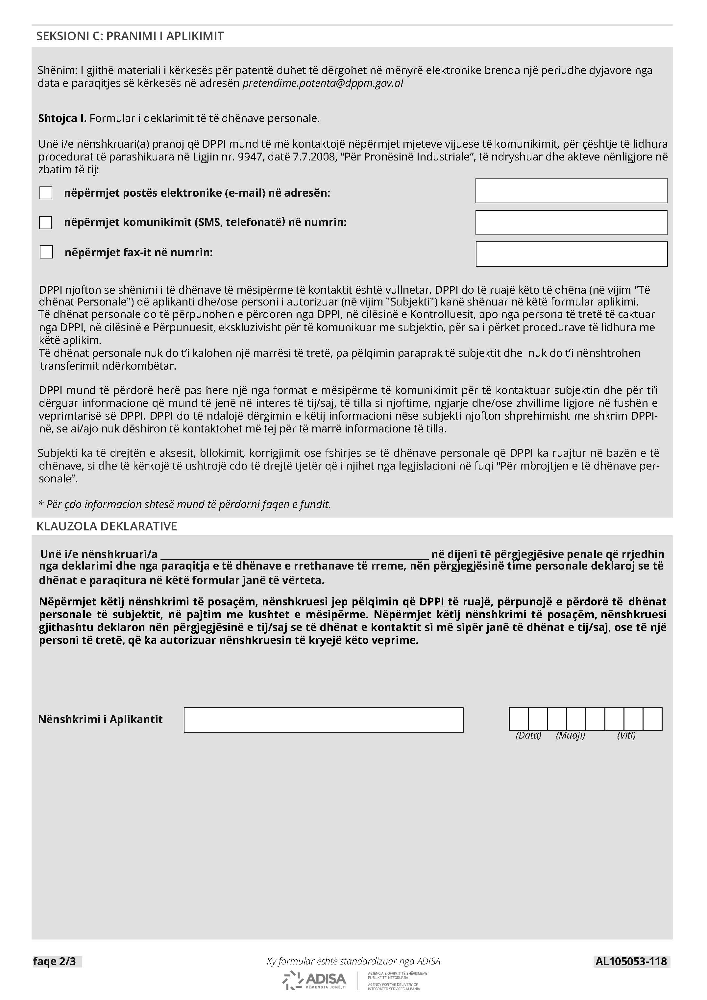 SEKSIONI C: PRANIMI I APLIKIMIT
Shënim: I gjithë materiali i kërkesës për patentë duhet të dërgohet në mënyrë elektronike brenda një periudhe dyjavore nga
data e paraqitjes së kërkesës në adresën pretendime.patenta@dppm.gov.al
Shtojca I. Formular i deklarimit të të dhënave personale.
Unë i/e nënshkruari(a) pranoj që DPPI mund të më kontaktojë nëpërmjet mjeteve vijuese të komunikimit, për çështje të lidhura
procedurat të parashikuara në Ligjin nr. 9947, datë 7.7.2008, “Për Pronësinë Industriale”, të ndryshuar dhe akteve nënligjore në
zbatim të tij:
nëpërmjet postës elektronike (e-mail) në adresën:
nëpërmjet komunikimit (SMS, telefonatë) në numrin:
nëpërmjet fax-it në numrin:
DPPI njofton se shënimi i të dhënave të mësipërme të kontaktit është vullnetar. DPPI do të ruajë këto të dhëna (në vijim "Të
dhënat Personale") që aplikanti dhe/ose personi i autorizuar (në vijim "Subjekti") kanë shënuar në këtë formular aplikimi.
Të dhënat personale do të përpunohen e përdoren nga DPPI, në cilësinë e Kontrolluesit, apo nga persona të tretë të caktuar
nga DPPI, në cilësinë e Përpunuesit, ekskluzivisht për të komunikuar me subjektin, për sa i përket procedurave të lidhura me
këtë aplikim.
Të dhënat personale nuk do t’i kalohen një marrësi të tretë, pa pëlqimin paraprak të subjektit dhe nuk do t’i nënshtrohen
transferimit ndërkombëtar.
DPPI mund të përdorë herë pas here një nga format e mësipërme të komunikimit për të kontaktuar subjektin dhe për ti’i
dërguar informacione që mund të jenë në interes të tij/saj, të tilla si njoftime, ngjarje dhe/ose zhvillime ligjore në fushën e
veprimtarisë së DPPI. DPPI do të ndalojë dërgimin e këtij informacioni nëse subjekti njofton shprehimisht me shkrim DPPI-
në, se ai/ajo nuk dëshiron të kontaktohet më tej për të marrë informacione të tilla.
Subjekti ka të drejtën e aksesit, bllokimit, korrigjimit ose fshirjes se të dhënave personale që DPPI ka ruajtur në bazën e të
dhënave, si dhe të kërkojë të ushtrojë cdo të drejtë tjetër që i njihet nga legjislacioni në fuqi “Për mbrojtjen e të dhënave per-
sonale”.
* Për çdo informacion shtesë mund të përdorni faqen e fundit.
KLAUZOLA DEKLARATIVE
Unë i/e nënshkruari/a ______________________ në dijeni të përgjegjësive penale që rrjedhin
nga deklarimi dhe nga paraqitja e të dhënave e rrethanave të rreme, nën përgjegjësinë time personale deklaroj se të
dhënat e paraqitura në këtë formular janë të vërteta.
Nëpërmjet këtij nënshkrimi të posaçëm, nënshkruesi jep pëlqimin që DPPI të ruajë, përpunojë e përdorë të dhënat
personale të subjektit, në pajtim me kushtet e mësipërme. Nëpërmjet këtij nënshkrimi të posaçëm, nënshkruesi
gjithashtu deklaron nën përgjegjësinë e tij/saj se të dhënat e kontaktit si më sipër janë të dhënat e tij/saj, ose të një
personi të tretë, që ka autorizuar nënshkruesin të kryejë këto veprime.
Nënshkrimi i Aplikantit
(Data) (Muaji) (Viti)
faqe 2/3
Ky formular është standardizuar nga ADISA
AL105053-118
ADISA
VËMENDJA JONË, TI
AGJENCIA E OFRIMIT TË SHËRBIMEVE
PUBLIKE TË INTEGRUARA
AGENCY FOR THE DELIVERY OF
INTEGRATED SERVICES ALBANIA